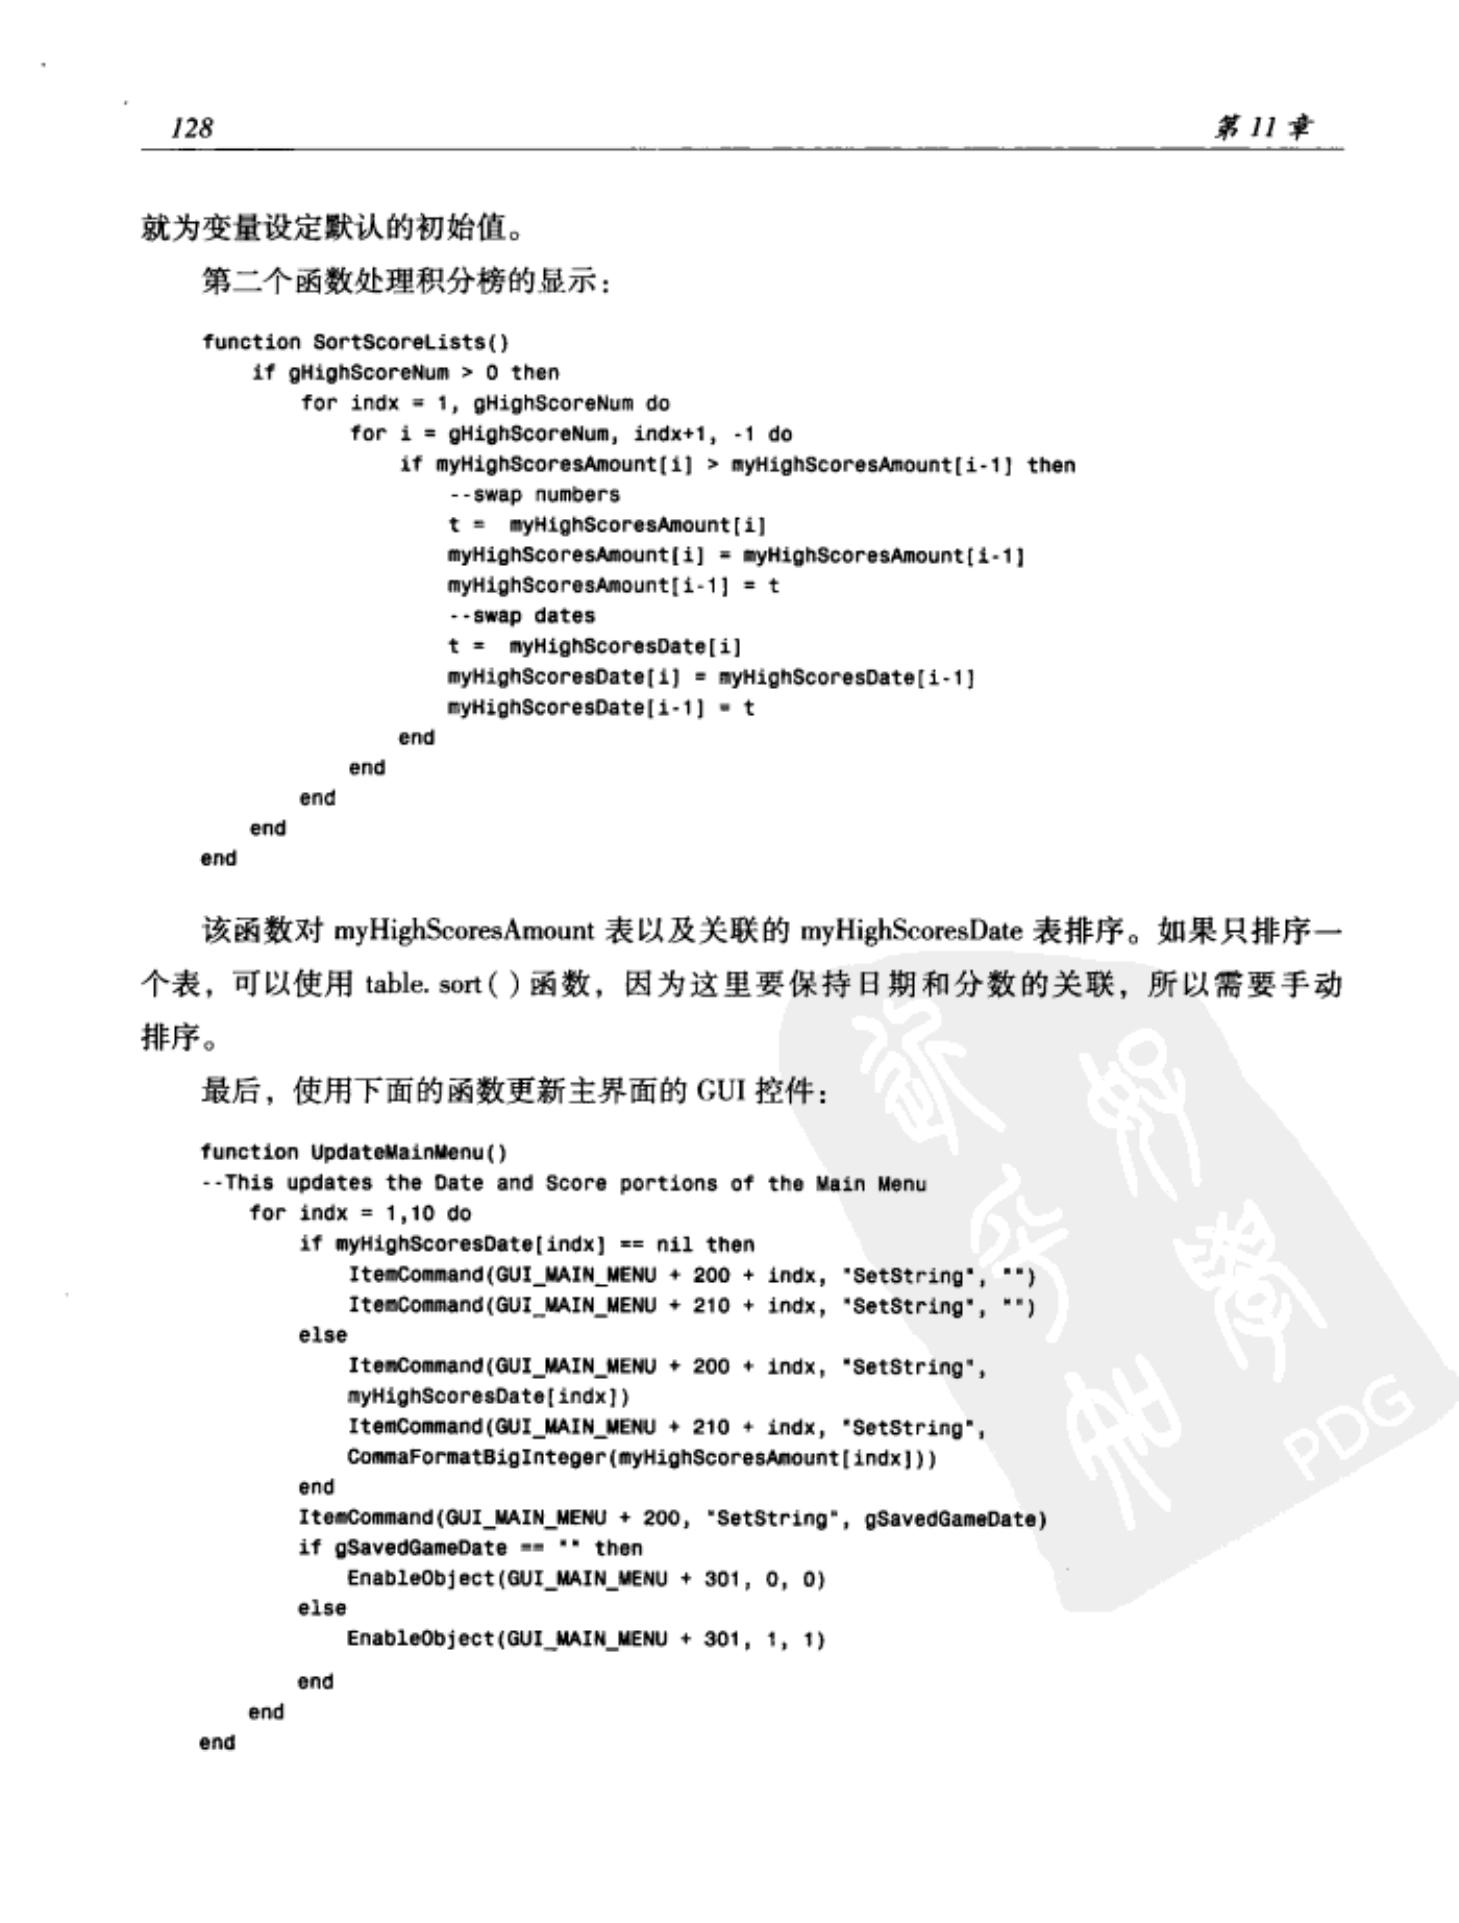 128 第 11 章
就为变量设定默认的初始值。
第二个函数处理积分榜的显示：
function SortScoreLists()
    if gHighScoreNum > 0 then
        for indx = 1, gHighScoreNum do
            for i = gHighScoreNum, indx+1, -1 do
                if myHighScoresAmount[i] > myHighScoresAmount[i-1] then
                    --swap numbers
                    t =  myHighScoresAmount[i]
                    myHighScoresAmount[i] = myHighScoresAmount[i-1]
                    myHighScoresAmount[i-1] = t
                    --swap dates
                    t =  myHighScoresDate[i]
                    myHighScoresDate[i] = myHighScoresDate[i-1]
                    myHighScoresDate[i-1] = t
                end
            end
        end
    end
end
该函数对 myHighScoresAmount 表以及关联的 myHighScoresDate 表排序。如果只排序一
个表，可以使用 table. sort( )函数，因为这里要保持日期和分数的关联，所以需要手动
排序。
最后，使用下面的函数更新主界面的 GUI 控件：
function UpdateMainMenu()
--This updates the Date and Score portions of the Main Menu
    for indx = 1,10 do
        if myHighScoresDate[indx] == nil then
            ItemCommand(GUI_MAIN_MENU + 200 + indx, "SetString", "")
            ItemCommand(GUI_MAIN_MENU + 210 + indx, "SetString", "")
        else
            ItemCommand(GUI_MAIN_MENU + 200 + indx, "SetString",
            myHighScoresDate[indx])
            ItemCommand(GUI_MAIN_MENU + 210 + indx, "SetString",
            CommaFormatBigInteger(myHighScoresAmount[indx]))
        end
        ItemCommand(GUI_MAIN_MENU + 200, "SetString", gSavedGameDate)
        if gSavedGameDate == "" then
            EnableObject(GUI_MAIN_MENU + 301, 0, 0)
        else
            EnableObject(GUI_MAIN_MENU + 301, 1, 1)
        end
    end
end
PDG